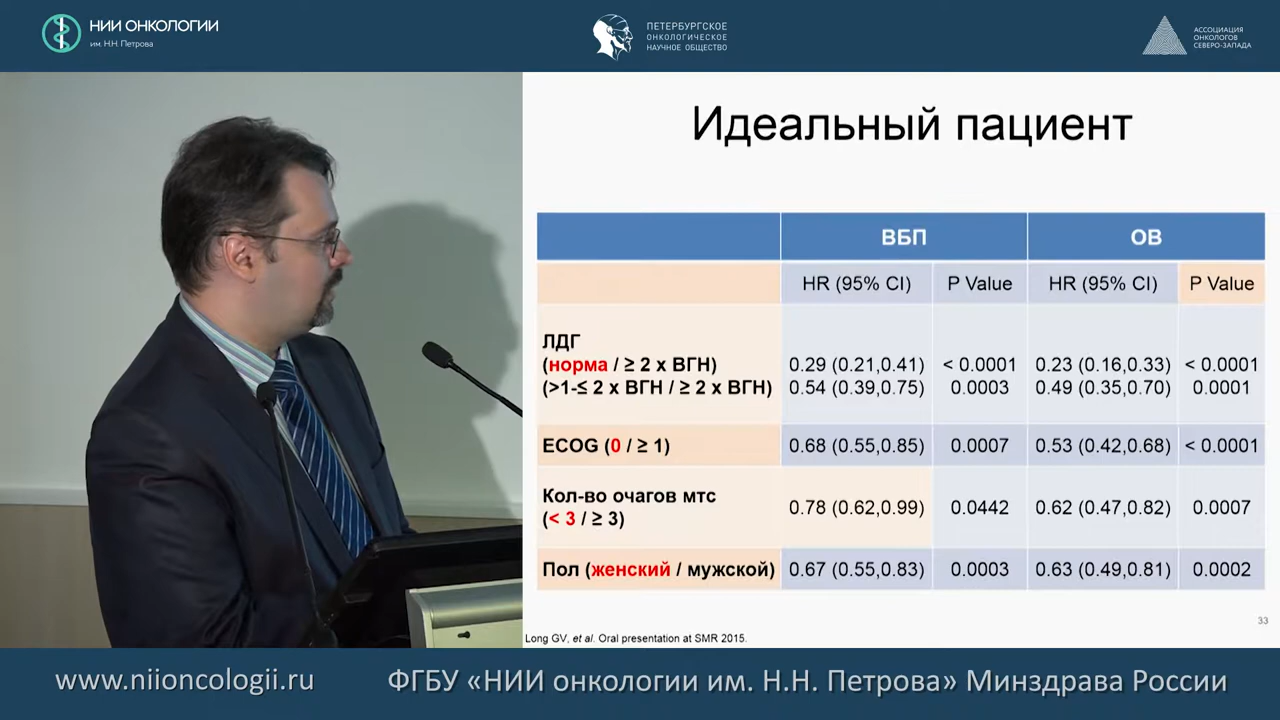 НИИ ОНКОЛОГИИ
им. Н.Н. Петрова
ПЕТЕРБУРГСКОЕ
ОНКОЛОГИЧЕСКОЕ
НАУЧНОЕ ОБЩЕСТВО
АССОЦИАЦИЯ
ОНКОЛОГОВ
СЕВЕРО-ЗАПАДА
Идеальный пациент
ВБП ОВ
HR (95% CI) P Value HR (95% CI) P Value
ЛДГ
(норма / ≥ 2 x ВГН) 0.29 (0.21,0.41) < 0.0001 0.23 (0.16,0.33) < 0.0001
(>1-≤ 2 x ВГН / ≥ 2 x ВГН) 0.54 (0.39,0.75) 0.0003 0.49 (0.35,0.70) 0.0001
ECOG (0 / ≥ 1) 0.68 (0.55,0.85) 0.0007 0.53 (0.42,0.68) < 0.0001
Кол-во очагов мтс
(< 3 / ≥ 3) 0.78 (0.62,0.99) 0.0442 0.62 (0.47,0.82) 0.0007
Пол (женский / мужской) 0.67 (0.55,0.83) 0.0003 0.63 (0.49,0.81) 0.0002
33
Long GV, et al. Oral presentation at SMR 2015.
www.niioncologii.ru
ФГБУ «НИИ онкологии им. Н.Н. Петрова» Минздрава России